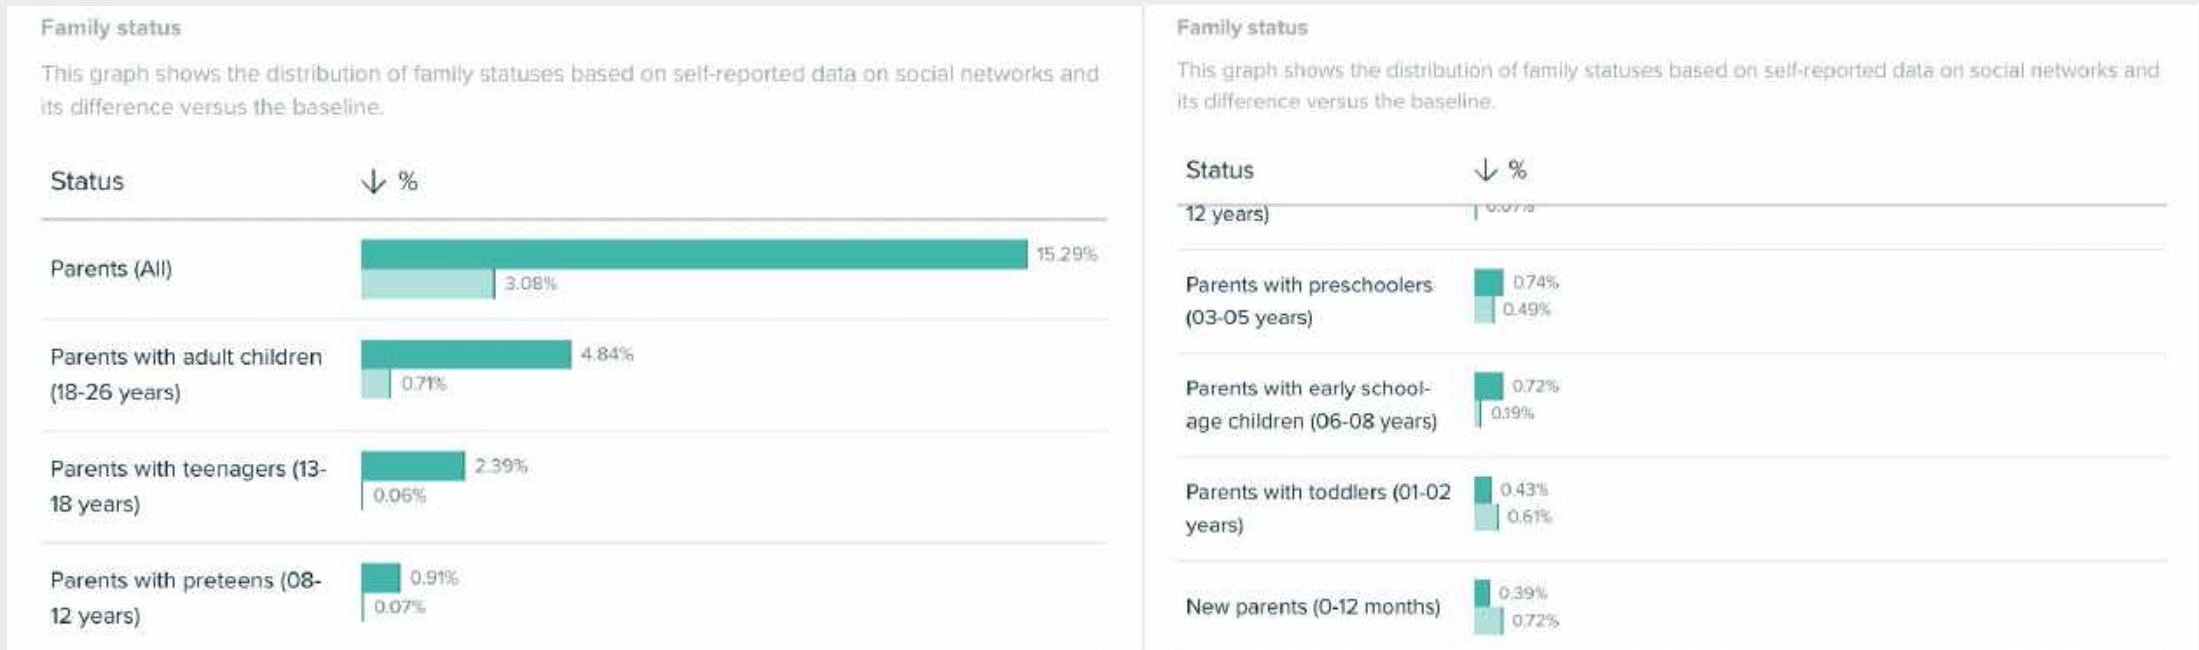 Family status
This graph shows the distribution of family statuses based on self-reported data on social networks and
its difference versus the baseline.
Status ↓ %
Parents (All) 15.29%
3.08%
Parents with adult children 4.84%
(18-26 years) 0.71%
Parents with teenagers (13- 2.39%
18 years) 0.06%
Parents with preteens (08- 0.91%
12 years) 0.07%
Family status
This graph shows the distribution of family statuses based on self-reported data on social networks and
its difference versus the baseline.
Status ↓ %
12 years) 0.07%
Parents with preschoolers 0.74%
(03-05 years) 0.49%
Parents with early school- 0.72%
age children (06-08 years) 0.19%
Parents with toddlers (01-02 0.43%
years) 0.61%
New parents (0-12 months) 0.39%
0.72%